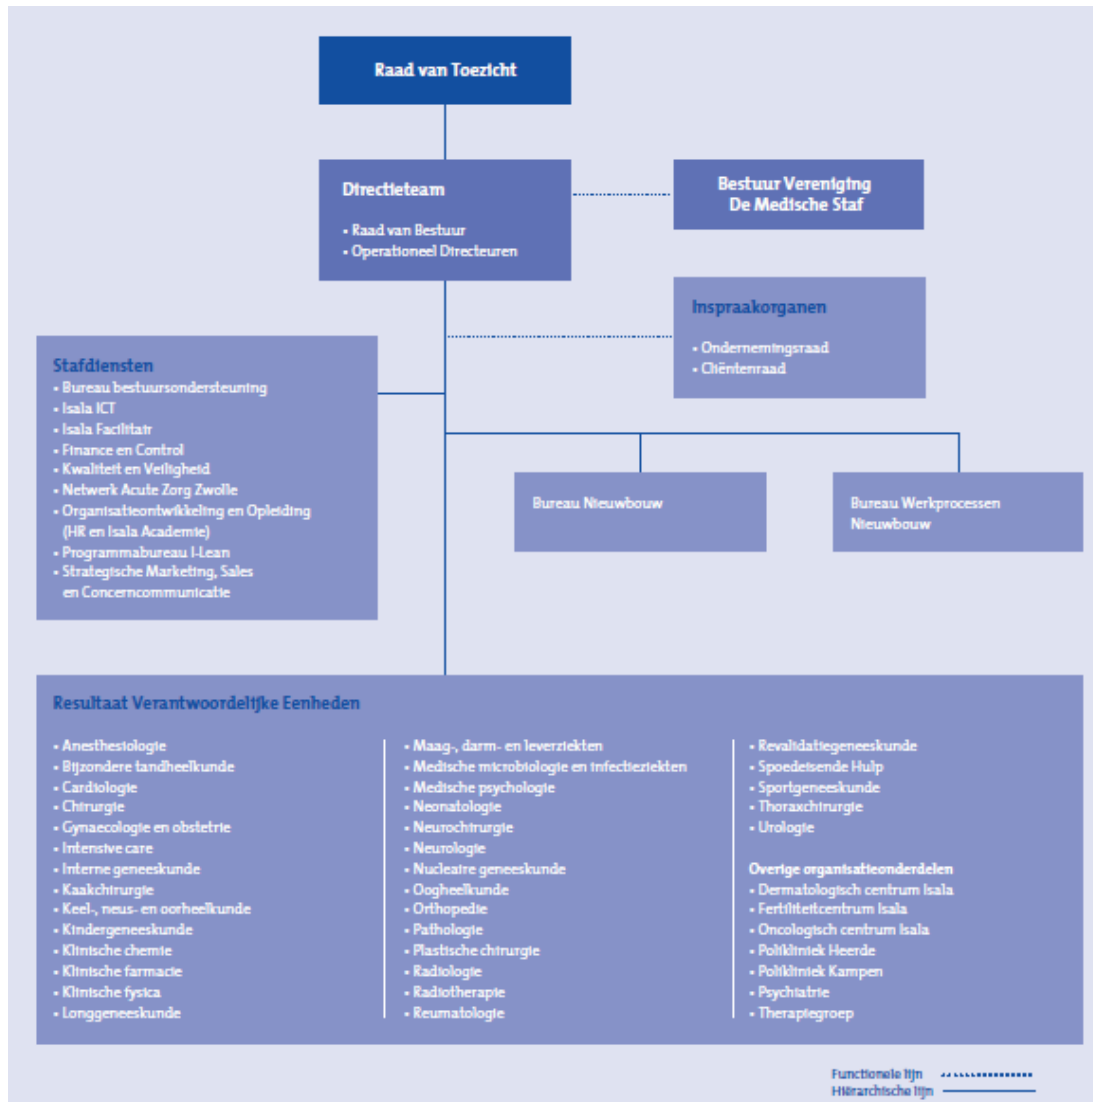 Raad van Toezicht
Directieteam
• Raad van Bestuur
• Operationeel Directeuren
Bestuur Vereniging
De Medische Staf
Inspraakorganen
• Ondernemingsraad
• Cliëntenraad
Stafdiensten
• Bureau bestuursondersteuning
• Isala ICT
• Isala Facilitair
• Finance en Control
• Kwaliteit en Veiligheid
• Netwerk Acute Zorg Zwolle
• Organisatieontwikkeling en Opleiding
(HR en Isala Academie)
• Programmabureau I-Lean
• Strategische Marketing, Sales
en Concerncommunicatie
Bureau Nieuwbouw
Bureau Werkprocessen
Nieuwbouw
Resultaat Verantwoordelijke Eenheden
• Anesthesiologie
• Bijzondere tandheelkunde
• Cardiologie
• Chirurgie
• Gynaecologie en obstetrie
• Intensive care
• Interne geneeskunde
• Kaakchirurgie
• Keel-, neus- en oorheelkunde
• Kindergeneeskunde
• Klinische chemie
• Klinische farmacie
• Klinische fysica
• Longgeneeskunde
• Maag-, darm- en leverziekten
• Medische microbiologie en infectieziekten
• Medische psychologie
• Neonatologie
• Neurochirurgie
• Neurologie
• Nucleaire geneeskunde
• Oogheelkunde
• Orthopedie
• Pathologie
• Plastische chirurgie
• Radiologie
• Radiotherapie
• Reumatologie
• Revalidatiegeneeskunde
• Spoedeisende Hulp
• Sportgeneeskunde
• Thoraxchirurgie
• Urologie
Overige organisatieonderdelen
• Dermatologisch centrum Isala
• Fertiliteitcentrum Isala
• Oncologisch centrum Isala
• Polikliniek Heerde
• Polikliniek Kampen
• Psychiatrie
• Therapiegroep
Functionele lijn
Hiërarchische lijn